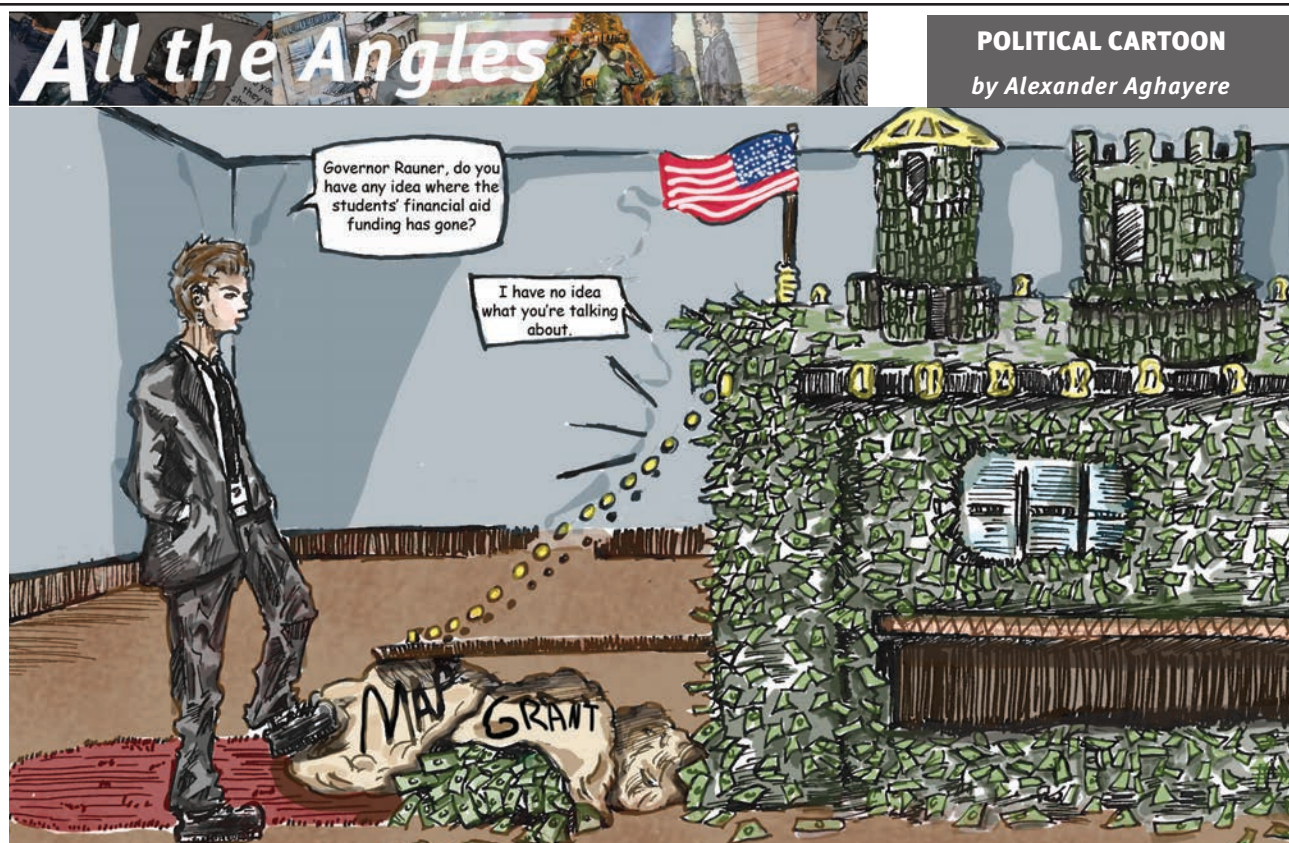 All the Angles
POLITICAL CARTOON
by Alexander Aghayere
Governor Rauner, do you
have any idea where the
students' financial aid
funding has gone?
I have no idea
what you're talking
about.
MAP GRANT